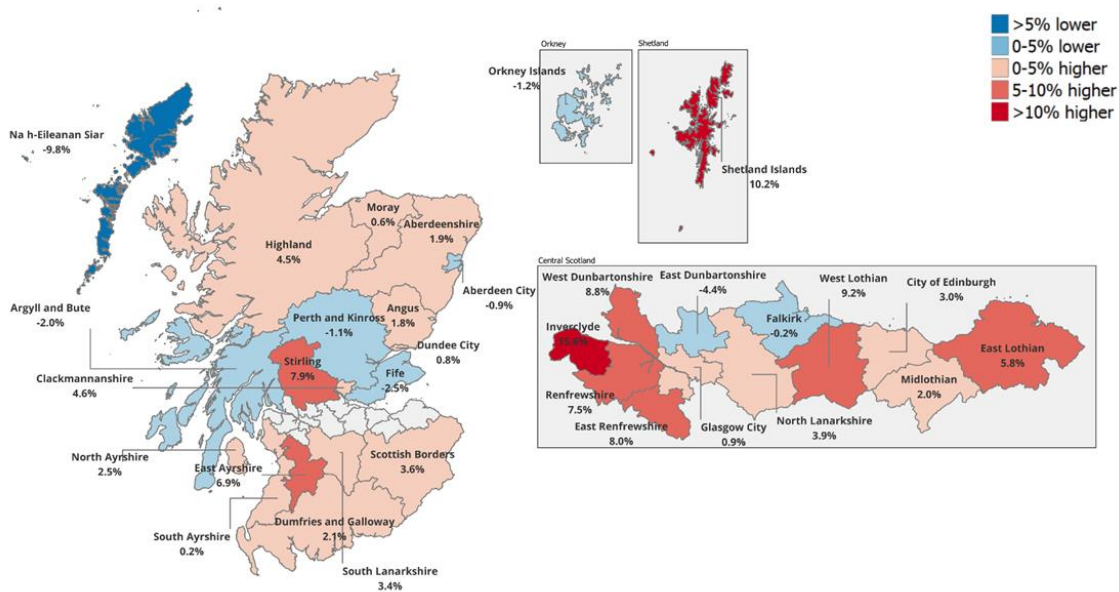 >5% lower
0-5% lower
0-5% higher
5-10% higher
>10% higher
Orkney
Shetland
Orkney Islands
-1.2%
Shetland Islands
10.2%
Na h-Eileanan Siar
-9.8%
Moray
0.6%
Aberdeenshire
1.9%
Highland
4.5%
Aberdeen City
-0.9%
Argyll and Bute
-2.0%
Perth and Kinross
-1.1%
Angus
1.8%
Dundee City
0.8%
Stirling
7.9%
Fife
-2.5%
Clackmannanshire
4.6%
North Ayrshire
2.5%
East Ayrshire
6.9%
Scottish Borders
3.6%
South Ayrshire
0.2%
Dumfries and Galloway
2.1%
South Lanarkshire
3.4%
Central Scotland
West Dunbartonshire
8.8%
East Dunbartonshire
-4.4%
West Lothian
9.2%
City of Edinburgh
3.0%
Inverclyde
Falkirk
-0.2%
East Lothian
5.8%
Renfrewshire
7.5%
Midlothian
2.0%
East Renfrewshire
8.0%
Glasgow City
0.9%
North Lanarkshire
3.9%